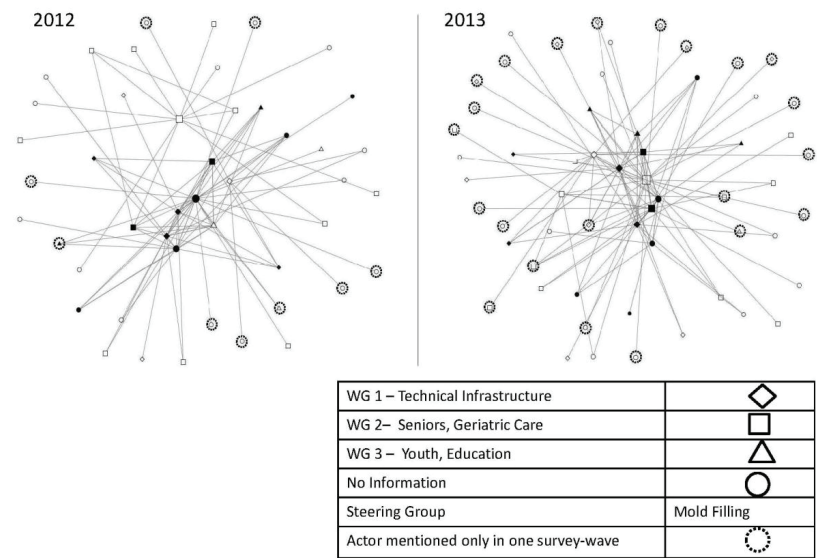 2012
2013
WG 1 – Technical Infrastructure
WG 2– Seniors, Geriatric Care
WG 3 – Youth, Education
No Information
Steering Group Mold Filling
Actor mentioned only in one survey-wave